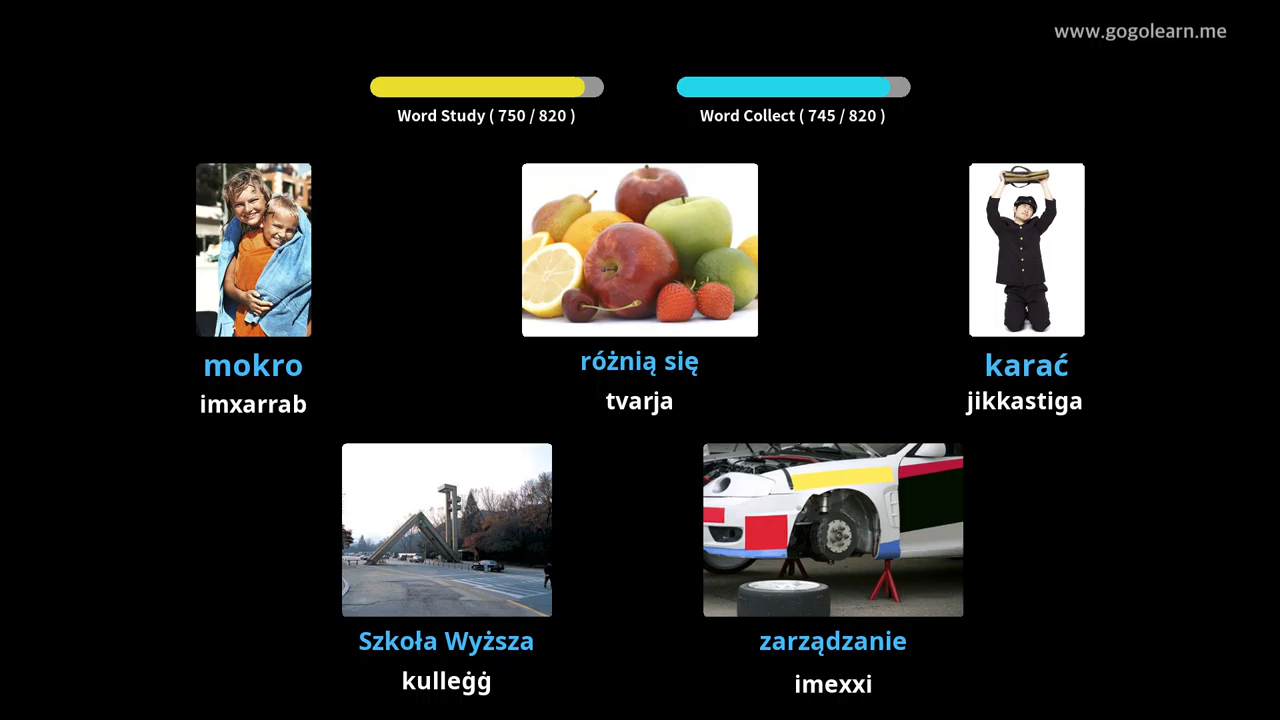 www.gogolearn.me
Word Study ( 750 / 820 )
Word Collect ( 745 / 820 )
mokro
imxarrab
różnią się
tvarja
karać
jikkastiga
Szkoła Wyższa
kulleġġ
zarządzanie
imexxi